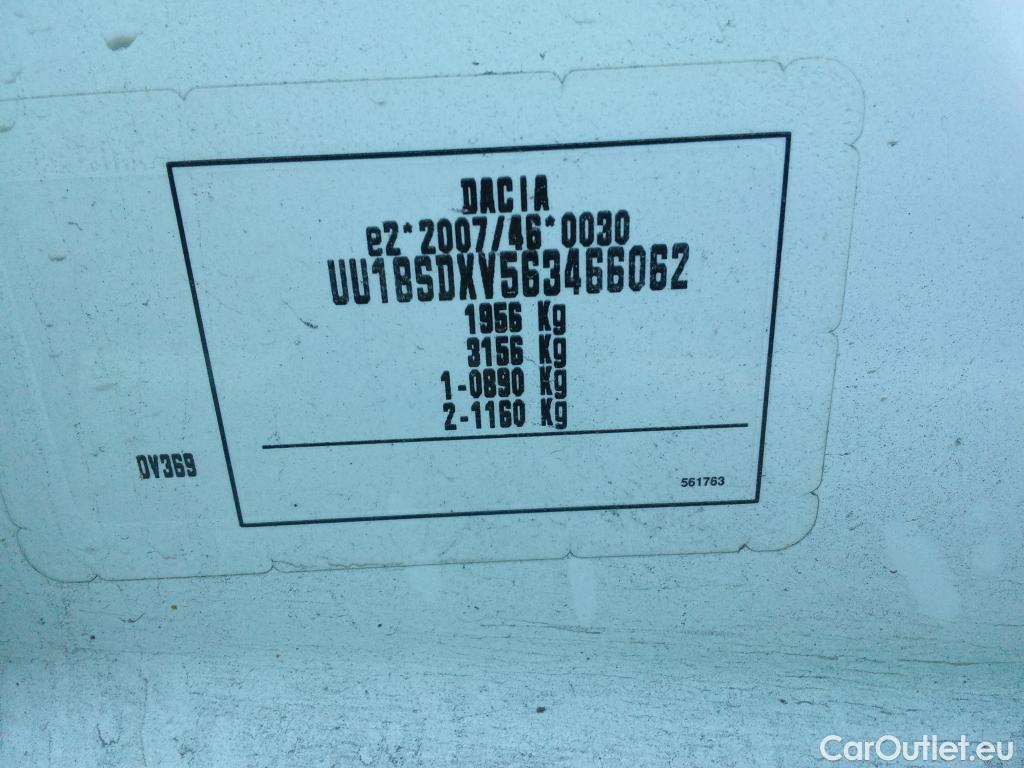 DACIA
e2*2007/46*0030
UU18SDXV563466062
1956 Kg
3156 Kg
1-0890 Kg
2-1160 Kg
DV369
561763
CarOutlet.eu